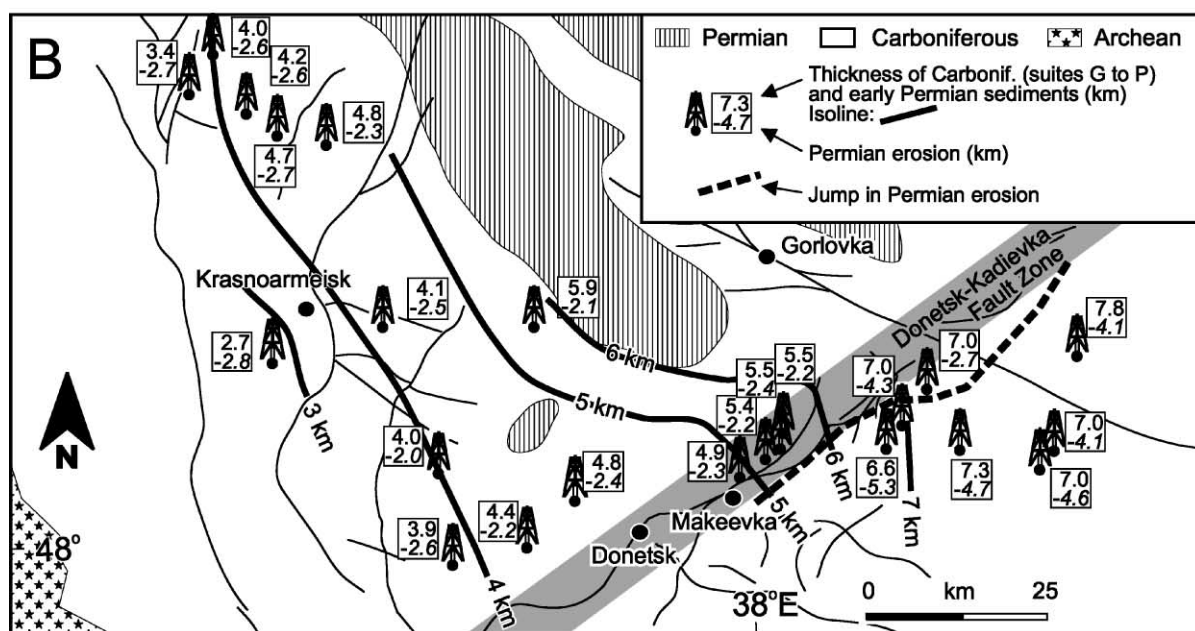 B
Permian
Carboniferous
Archean
Thickness of Carbonif. (suites G to P)
and early Permian sediments (km)
Isoline:
7.3
-4.7
Permian erosion (km)
Jump in Permian erosion
4.0
-2.6
3.4
-2.7
4.2
-2.6
4.8
-2.3
4.7
-2.7
Gorlovka
Donetsk-Kadievka
Fault Zone
Krasnoarmeisk
4.1
-2.5
5.9
-2.1
7.8
-4.1
2.7
-2.8
6 km
5.5
-2.2
5.5
-2.4
7.0
-2.7
7.0
-4.3
3 km
5 km
5.4
-2.2
7.0
-4.1
4.0
-2.0
4.9
-2.3
6 km
6.6
-5.3
7.3
-4.7
7.0
-4.6
4.8
-2.4
N
Makeevka
5 km
7 km
4.4
-2.2
3.9
-2.6
Donetsk
48°
4 km
38°E
0 km 25